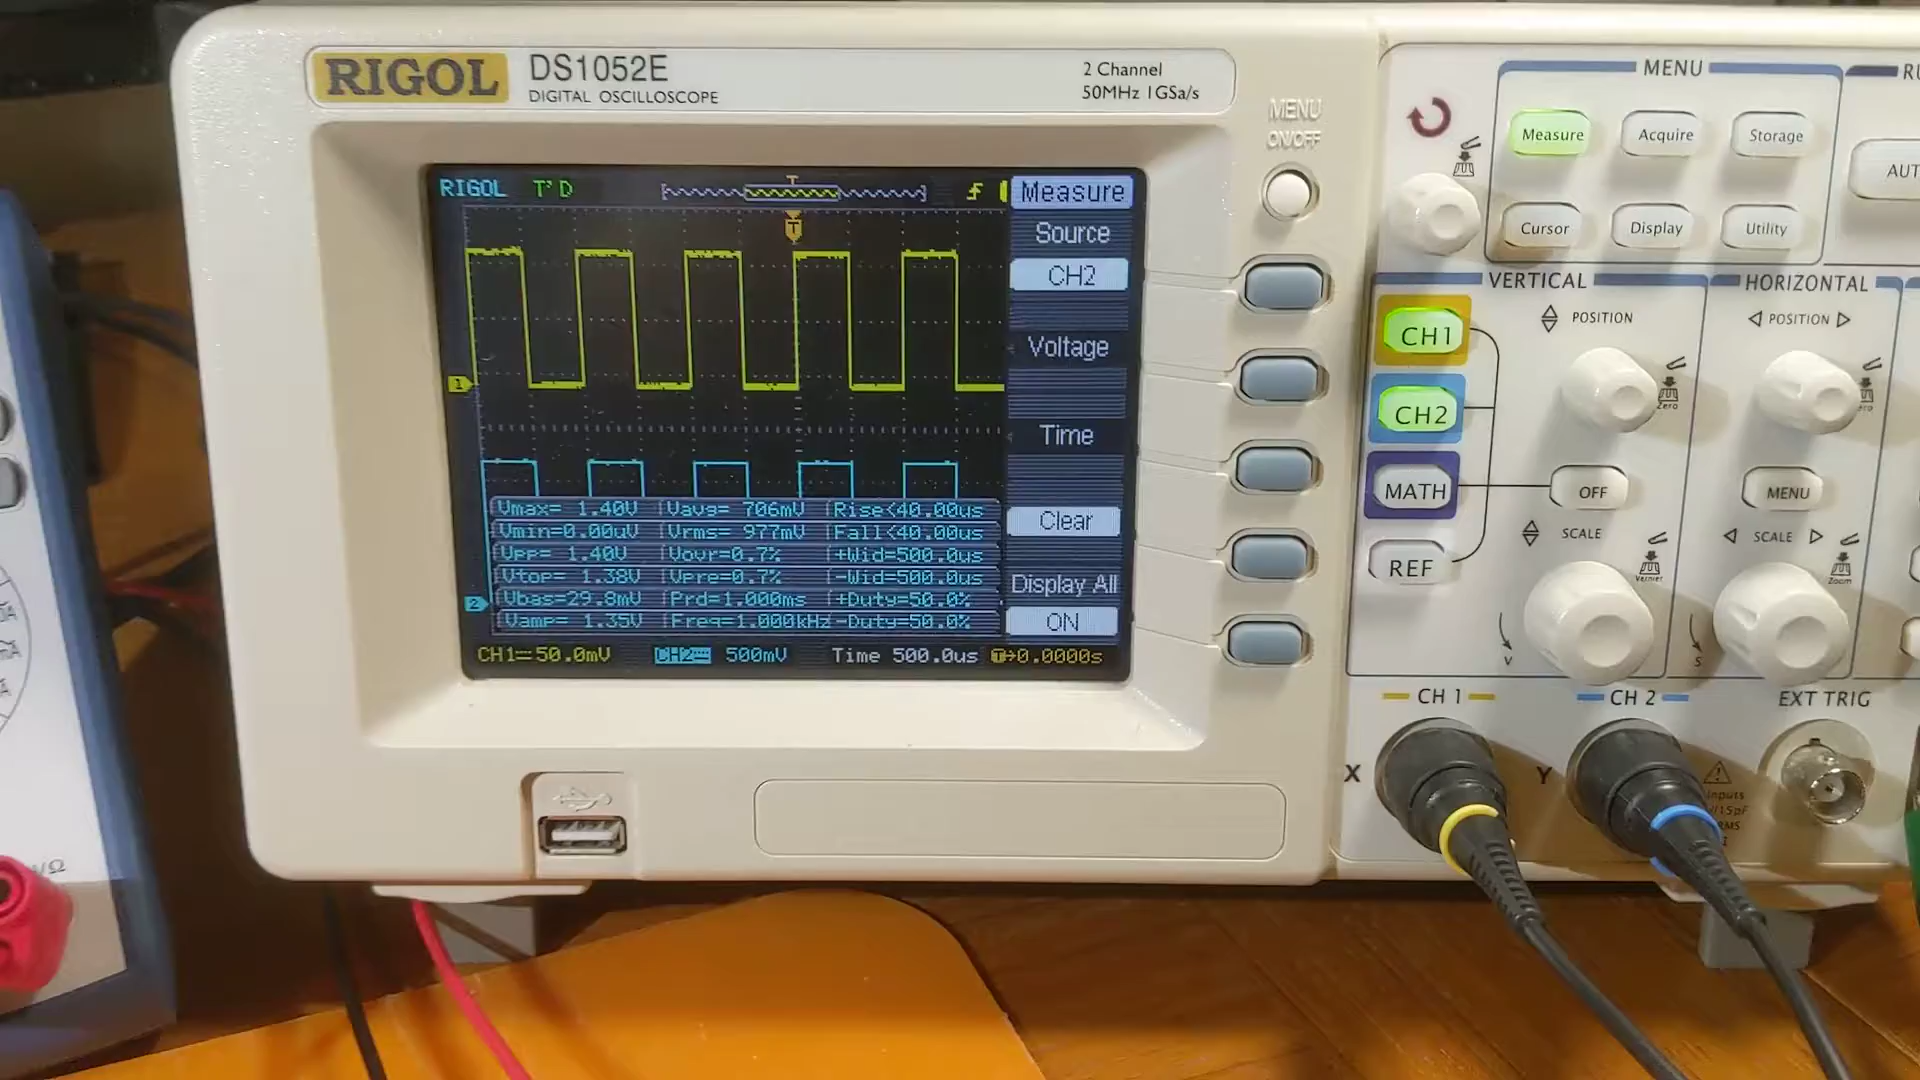 RIGOL DS1052E
DIGITAL OSCILLOSCOPE
2 Channel
50MHz 1GSa/s
MENU
ON/OFF
RIGOL T'D
T
T
Measure
Source
CH2
Voltage
Time
Clear
Display All
ON
1
2
Vmax= 1.40V Vavg= 706mV Rise<40.00us
Vmin=0.00uV Vrms= 977mV Fall<40.00us
Vpp= 1.40V Vovr=0.7% +Wid=500.0us
Vtop= 1.38V Vpre=0.7% -Wid=500.0us
Vbas=29.8mV Prd=1.000ms +Duty=50.0%
Vamp= 1.35V Freq=1.000kHz -Duty=50.0%
CH1 50.0mV CH2 500mV Time 500.0us T→0.0000s
MENU
Measure Acquire Storage
Cursor Display Utility
VERTICAL
POSITION
CH1
CH2
MATH
REF
OFF
SCALE
Zero
Vernier
V
HORIZONTAL
POSITION
MENU
SCALE
Zoom
S
CH 1
CH 2
EXT TRIG
X
Y
Ω